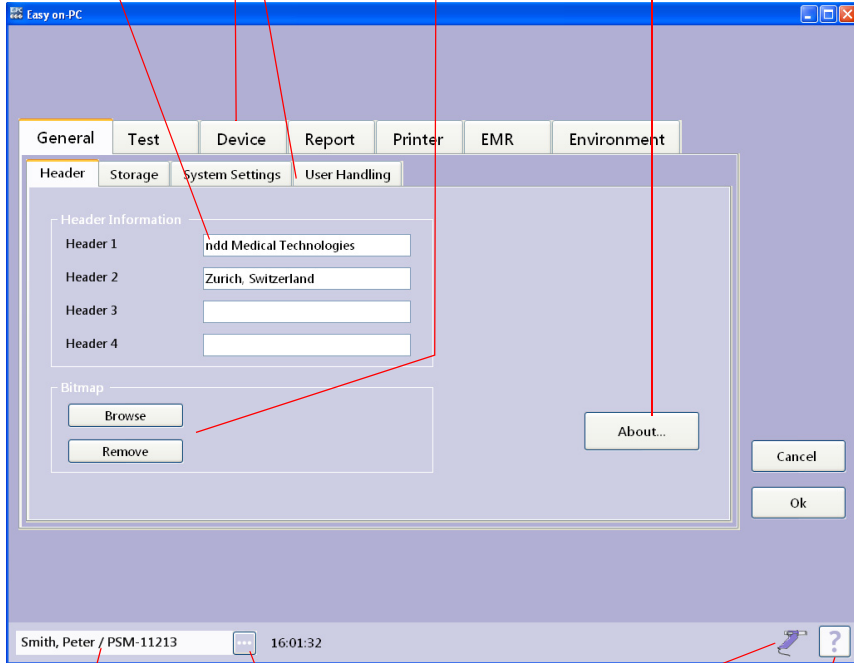 Easy on-PC
General Test Device Report Printer EMR Environment
Header Storage System Settings User Handling
Header Information
Header 1 ndd Medical Technologies
Header 2 Zurich, Switzerland
Header 3
Header 4
Bitmap
Browse
Remove
About...
Cancel
Ok
Smith, Peter / PSM-11213 ... 16:01:32 ?